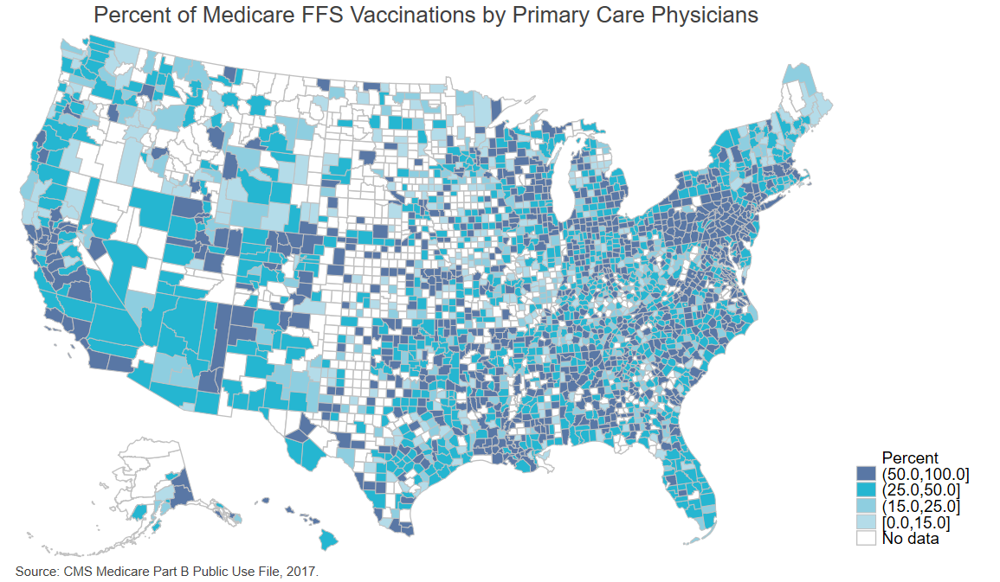 Percent of Medicare FFS Vaccinations by Primary Care Physicians
Percent
(50.0,100.0]
(25.0,50.0]
(15.0,25.0]
[0.0,15.0]
No data
Source: CMS Medicare Part B Public Use File, 2017.